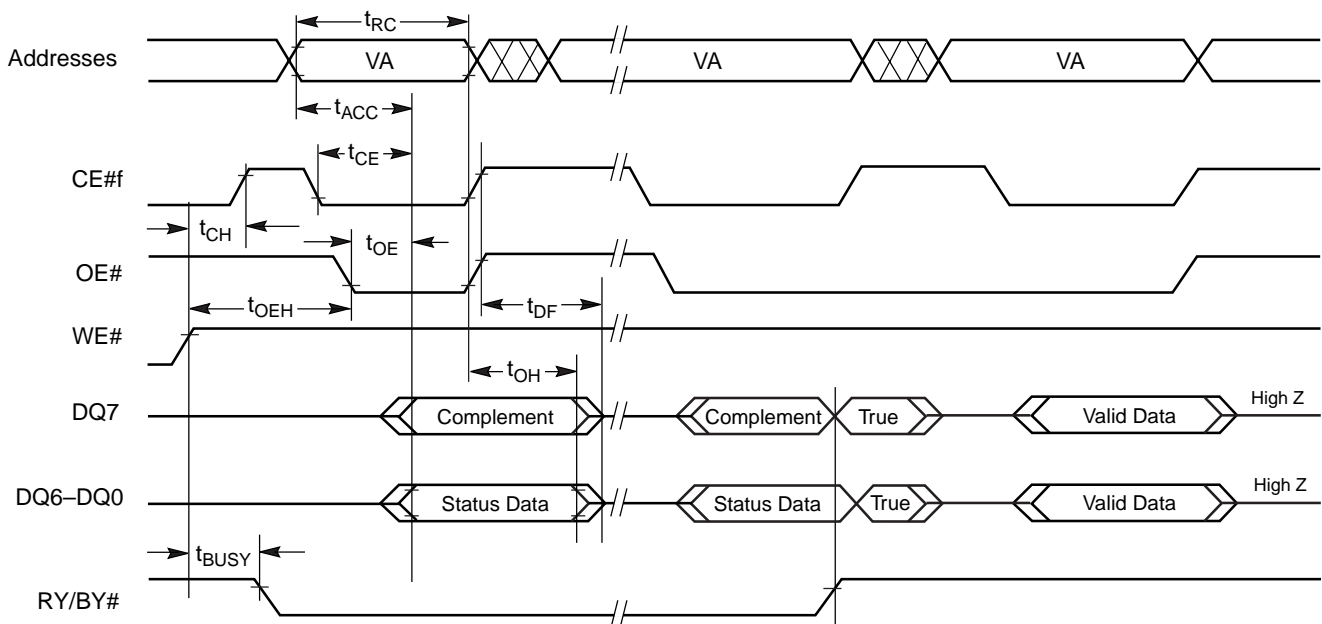 tRC
Addresses VA VA VA
tACC
tCE
CE#f
tCH tOE
OE#
tOEH tDF
WE#
tOH
DQ7 Complement Complement True Valid Data High Z
DQ6–DQ0 Status Data Status Data True Valid Data High Z
tBUSY
RY/BY#